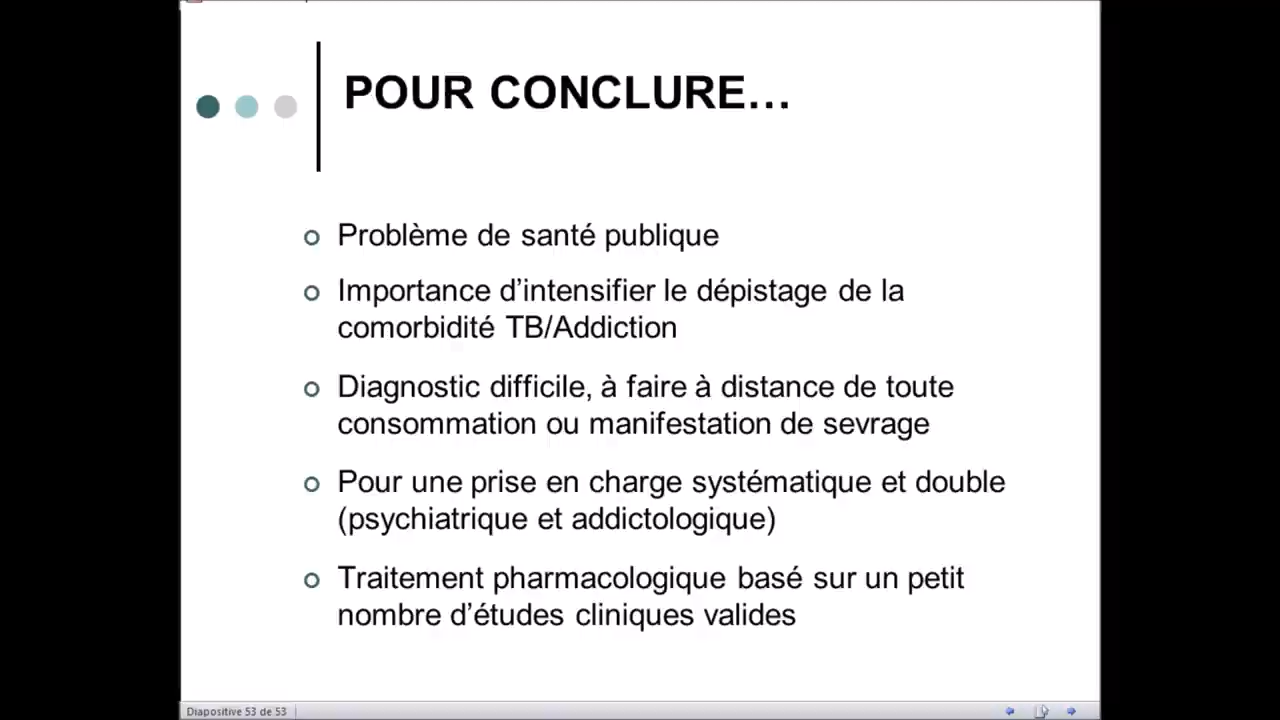 POUR CONCLURE…
Problème de santé publique
Importance d’intensifier le dépistage de la
comorbidité TB/Addiction
Diagnostic difficile, à faire à distance de toute
consommation ou manifestation de sevrage
Pour une prise en charge systématique et double
(psychiatrique et addictologique)
Traitement pharmacologique basé sur un petit
nombre d’études cliniques valides
Diapositive 53 de 53